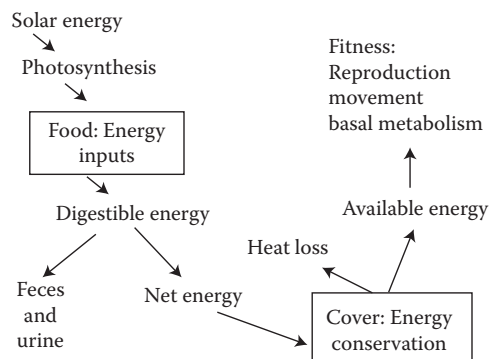 Solar energy
Photosynthesis
Food: Energy
inputs
Digestible energy
Feces
and
urine
Net energy
Heat loss
Cover: Energy
conservation
Available energy
Fitness:
Reproduction
movement
basal metabolism